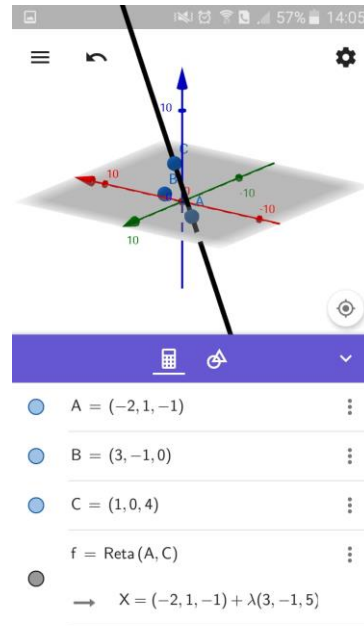 57% 14:05
10
C
10
B
-10
0
A
-10
10
A = (−2, 1, −1)
B = (3, −1, 0)
C = (1, 0, 4)
f = Reta (A, C)
→ X = (−2, 1, −1) + λ(3, −1, 5)